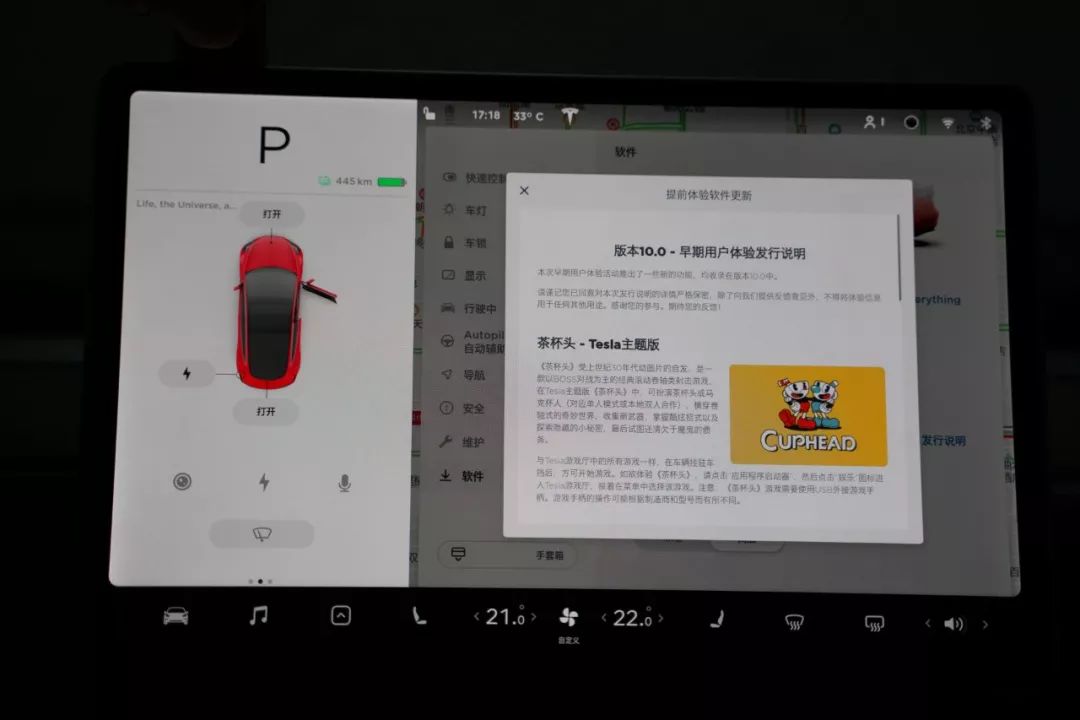 P
445 km
Life, the Universe, a...
打开
打开
17:18
33° C
软件
快速控制
车灯
车锁
显示
行驶中
Autopil
自动辅助
导航
安全
维护
软件
手套箱
提前体验软件更新
版本10.0 - 早期用户体验发行说明
本次早期用户体验活动推出了一些新的功能，均收录在版本10.0中。
请谨记您已同意对本次发行说明的详情严格保密，除了向我们提供反馈意见外，不得将体验信息
用于任何其他用途。感谢您的参与。期待您的反馈！
茶杯头 - Tesla主题版
《茶杯头》受上世纪30年代动画片的启发，是一
款以BOSS对战为主的经典滚动卷轴类射击游戏。
在Tesla主题版《茶杯头》中，可扮演茶杯头或马
克杯人（对应单人模式或本地双人合作），横穿卷
轴式的奇妙世界、收集新武器、掌握酷炫招式以及
探索隐藏的小秘密，最后试图还清欠于魔鬼的债
务。
CUPHEAD
与Tesla游戏厅中的所有游戏一样，在车辆挂驻车
挡后，方可开始游戏。如欲体验《茶杯头》，请点击“应用程序启动器”，然后点击“娱乐”图标进
入Tesla游戏厅，接着在菜单中选择该游戏。注意，《茶杯头》游戏需要使用USB外接游戏手
柄。游戏手柄的操作可能根据制造商和型号而有所不同。
erything
发行说明
21.0
22.0
自定义